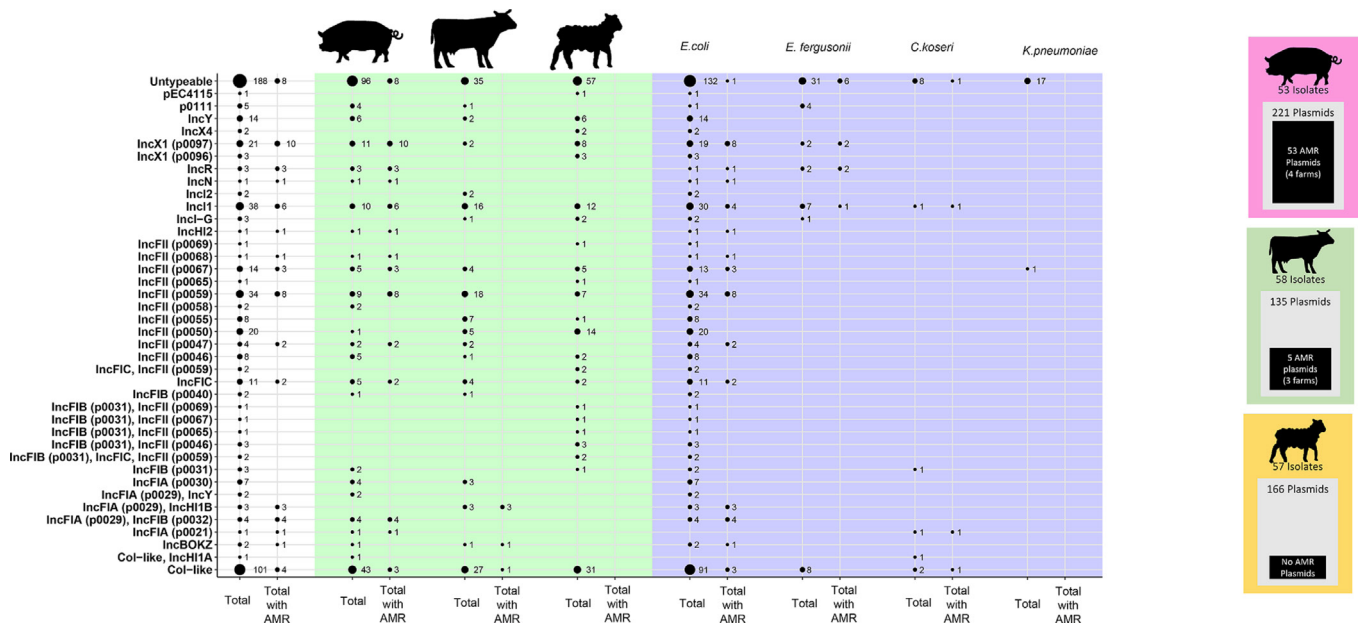 E.coli E. fergusonii C.koseri K.pneumoniae
Untypeable 188 8 96 8 35 57 132 1 31 6 8 1 17
pEC4115 1 1 1
p0111 5 4 1 1 4
IncY 14 6 2 6 14
IncX4 2 2 2
IncX1 (p0097) 21 10 11 10 2 8 19 8 2 2
IncX1 (p0096) 3 3 3
IncR 3 3 3 3 1 1 2 2
IncN 1 1 1 1 1 1
IncI2 2 2 2
IncI1 38 6 10 6 16 12 30 4 7 1 1 1
IncI−G 3 1 2 2 1
IncHI2 1 1 1 1 1 1
IncFII (p0069) 1 1 1
IncFII (p0068) 1 1 1 1 1 1
IncFII (p0067) 14 3 5 3 4 5 13 3 1
IncFII (p0065) 1 1 1
IncFII (p0059) 34 8 9 8 18 7 34 8
IncFII (p0058) 2 2 2
IncFII (p0055) 8 7 1 8
IncFII (p0050) 20 1 5 14 20
IncFII (p0047) 4 2 2 2 2 4 2
IncFII (p0046) 8 5 1 2 8
IncFIC, IncFII (p0059) 2 2 2
IncFIC 11 2 5 2 4 2 11 2
IncFIB (p0040) 2 1 1 2
IncFIB (p0031), IncFII (p0069) 1 1 1
IncFIB (p0031), IncFII (p0067) 1 1 1
IncFIB (p0031), IncFII (p0065) 1 1 1
IncFIB (p0031), IncFII (p0046) 3 3 3
IncFIB (p0031), IncFIC, IncFII (p0059) 2 2 2
IncFIB (p0031) 3 2 1 2 1
IncFIA (p0030) 7 4 3 7
IncFIA (p0029), IncY 2 2 2
IncFIA (p0029), IncHI1B 3 3 3 3 3 3
IncFIA (p0029), IncFIB (p0032) 4 4 4 4 4 4
IncFIA (p0021) 1 1 1 1 1 1
IncBOKZ 2 1 1 1 1 2 1
Col−like, IncHI1A 1 1 1
Col−like 101 4 43 3 27 1 31 91 3 8 2 1
Total Total with AMR Total Total with AMR Total Total with AMR Total Total with AMR Total Total with AMR Total Total with AMR Total Total with AMR Total Total with AMR
53 Isolates
221 Plasmids
53 AMR
Plasmids
(4 farms)
58 Isolates
135 Plasmids
5 AMR
plasmids
(3 farms)
57 Isolates
166 Plasmids
No AMR
Plasmids